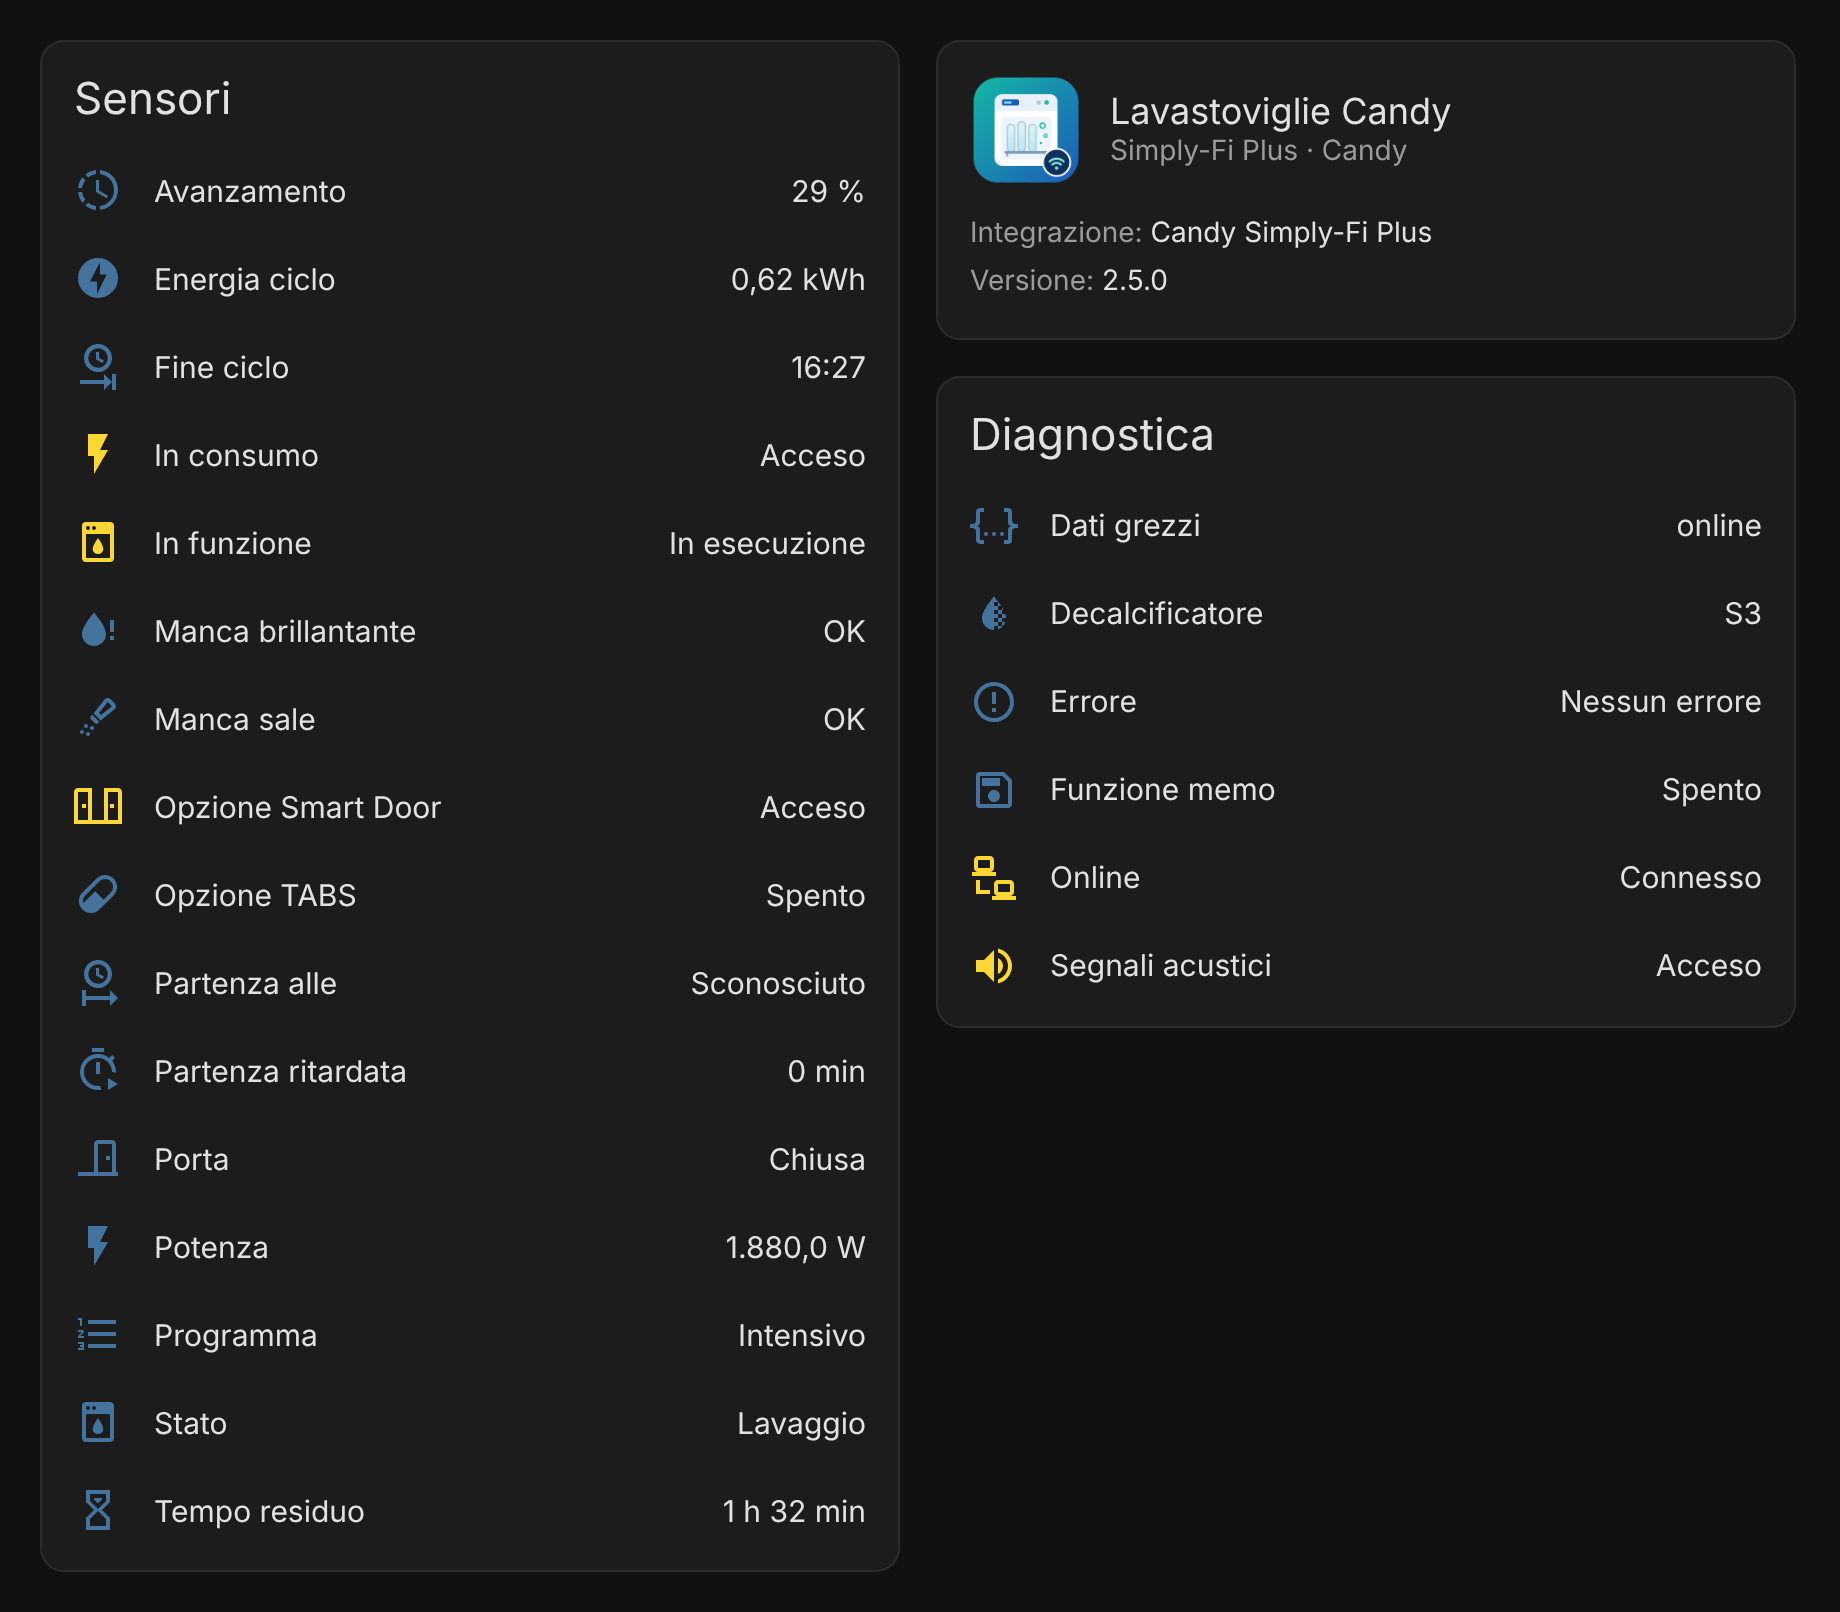 Sensori
Avanzamento 29 %
Energia ciclo 0,62 kWh
Fine ciclo 16:27
In consumo Acceso
In funzione In esecuzione
Manca brillantante OK
Manca sale OK
Opzione Smart Door Acceso
Opzione TABS Spento
Partenza alle Sconosciuto
Partenza ritardata 0 min
Porta Chiusa
Potenza 1.880,0 W
Programma Intensivo
Stato Lavaggio
Tempo residuo 1 h 32 min
Lavastoviglie Candy
Simply-Fi Plus · Candy
Integrazione: Candy Simply-Fi Plus
Versione: 2.5.0
Diagnostica
Dati grezzi online
Decalcificatore S3
Errore Nessun errore
Funzione memo Spento
Online Connesso
Segnali acustici Acceso